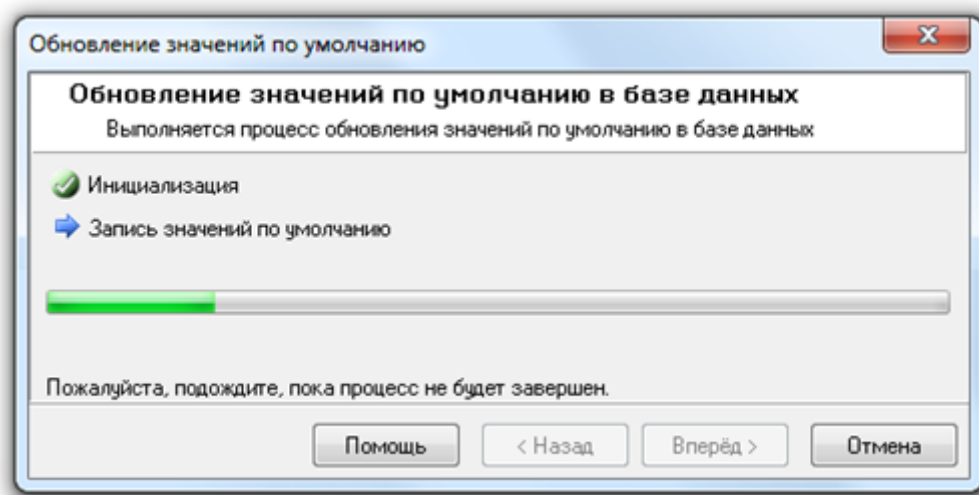 Обновление значений по умолчанию
Обновление значений по умолчанию в базе данных
Выполняется процесс обновления значений по умолчанию в базе данных
Инициализация
Запись значений по умолчанию
Пожалуйста, подождите, пока процесс не будет завершен.
Помощь < Назад Вперёд > Отмена